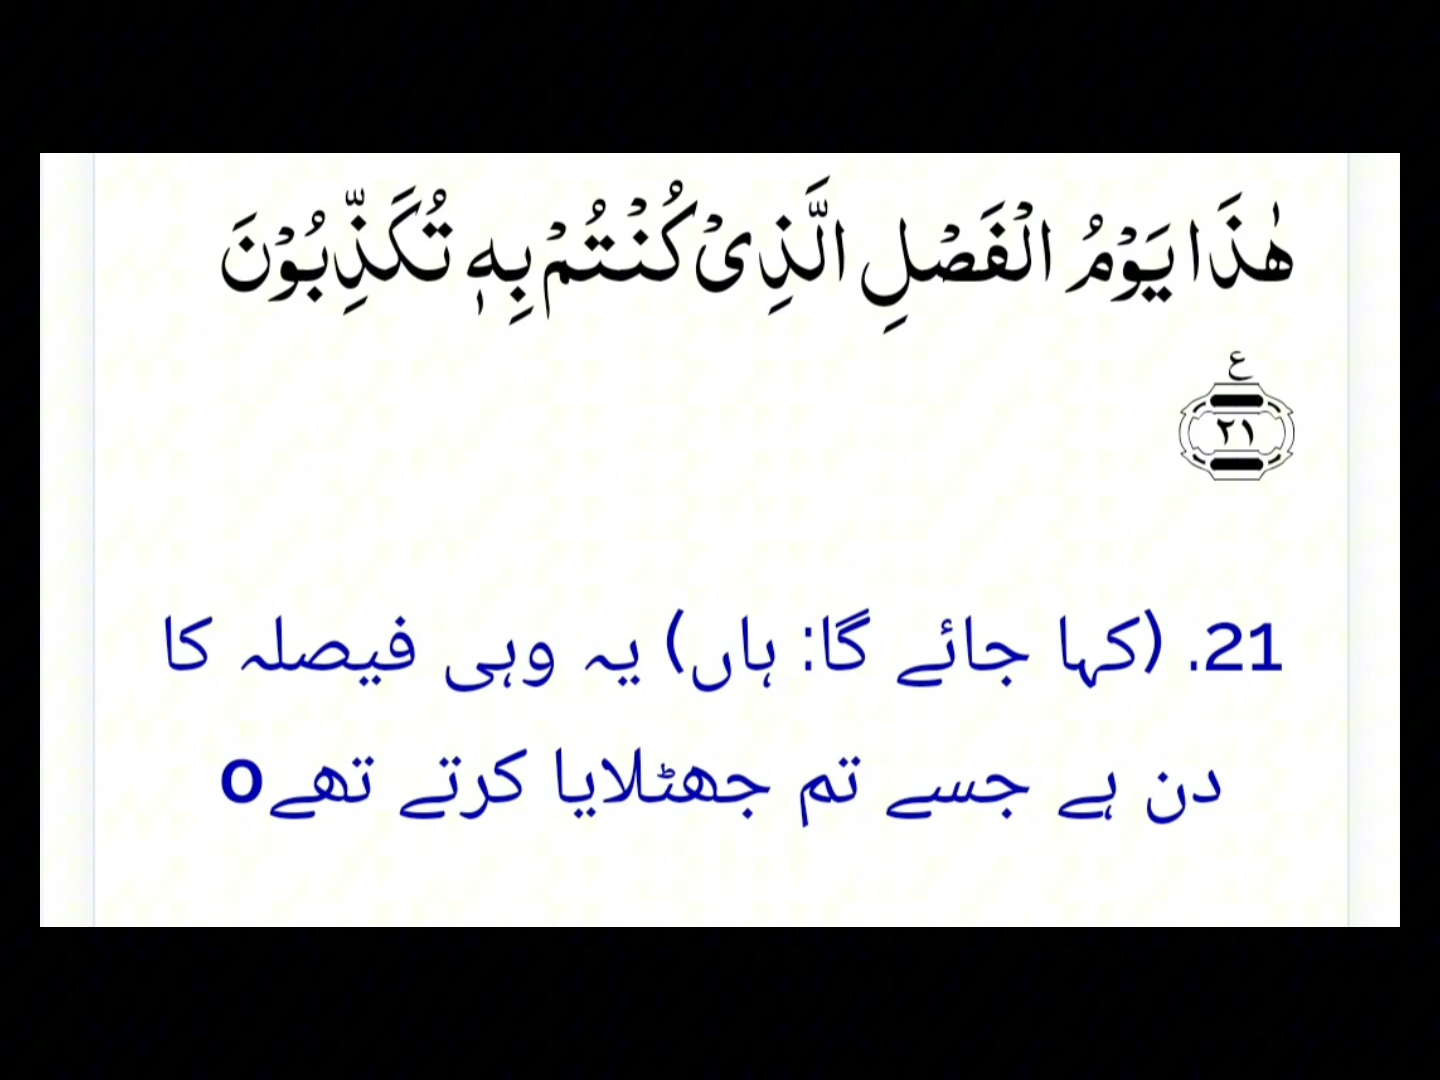 هٰذَا يَوْمُ الْفَصْلِ الَّذِىْ كُنْتُمْ بِهٖ تُكَذِّبُوْنَ
ع
٢١
21. (کہا جائے گا: ہاں) یہ وہی فیصلہ کا
دن ہے جسے تم جھٹلایا کرتے تھےo